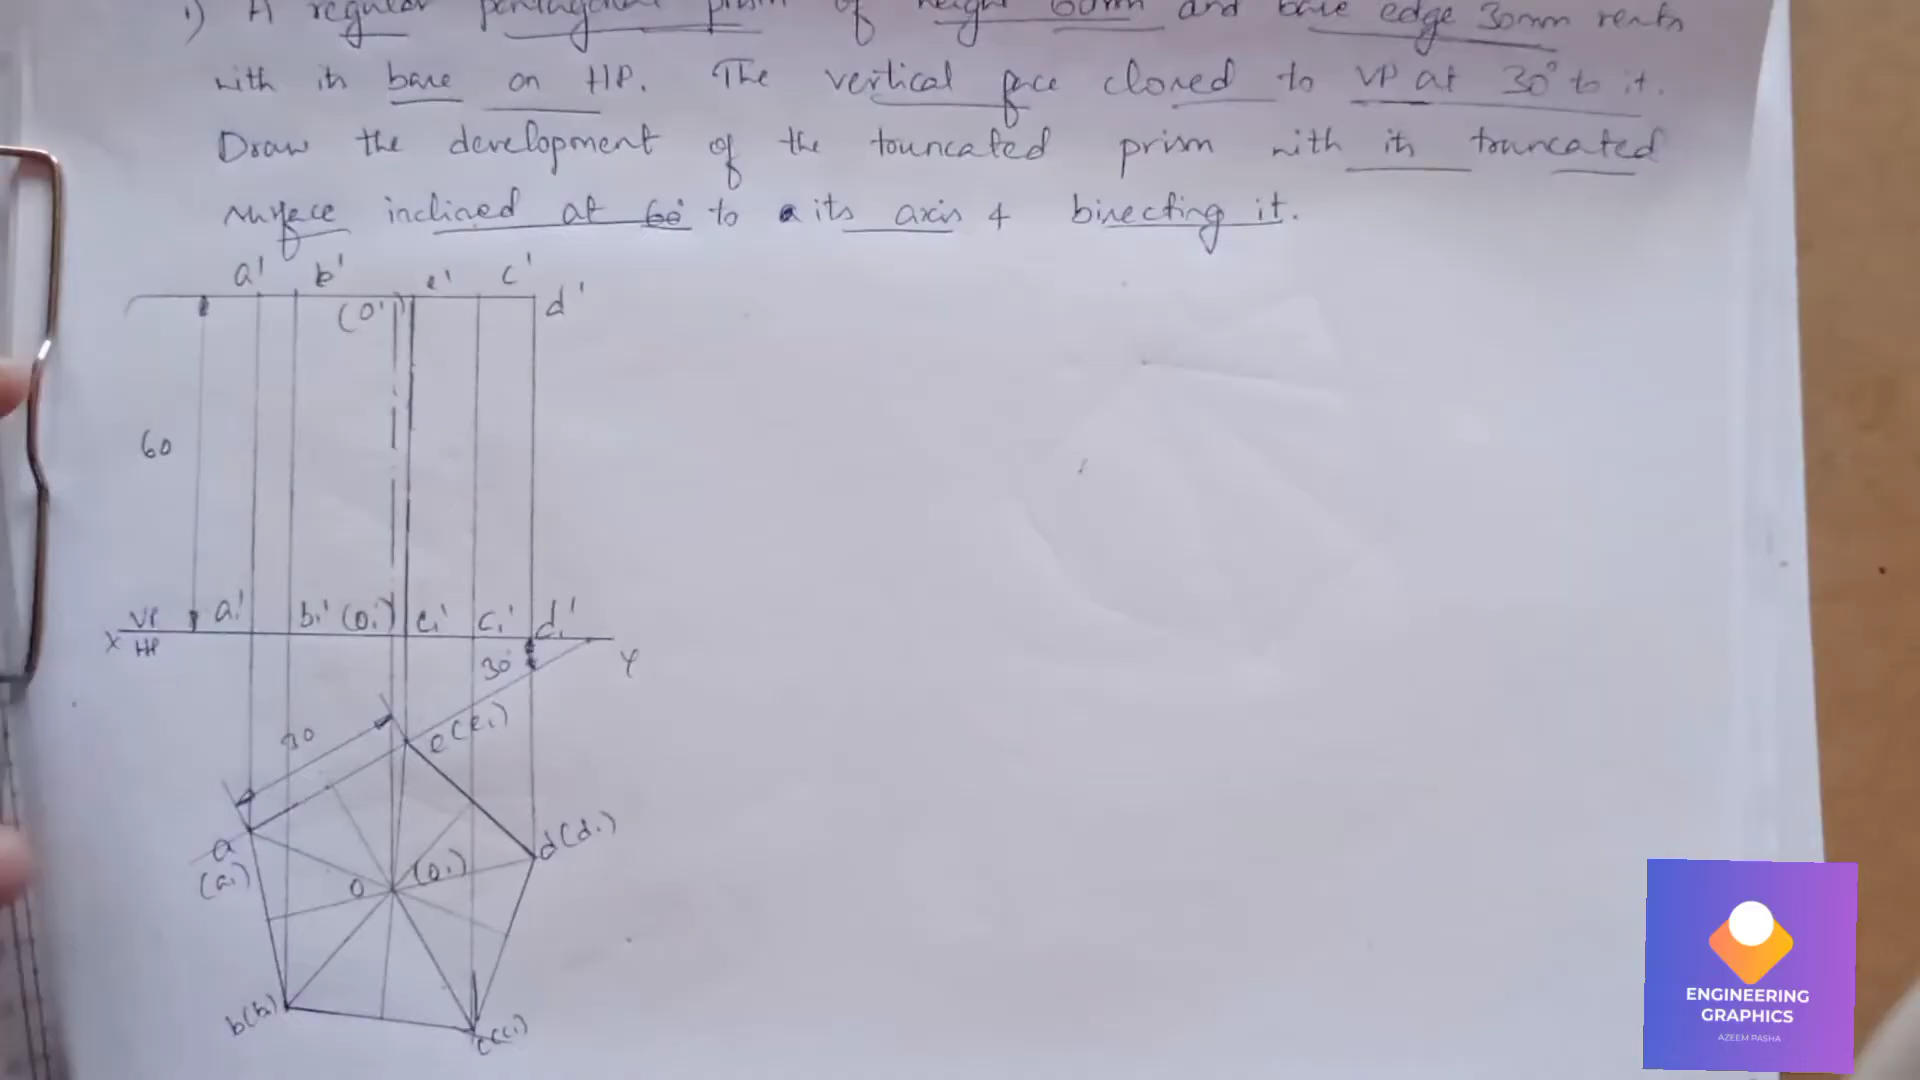 1) A regular pentagonal prism of height 60mm and base edge 30mm rests
with its base on HP. The vertical face closed to VP at 30° to it.
Draw the development of the truncated prism with its truncated
surface inclined at 60° to its axis & bisecting it.
a' b' e' c'
(O') d'
60
VP a₁' b₁' (O₁') e₁' c₁' d₁'
X HP
30° Y
30 e(e₁)
a d(d₁)
(a₁) O (O₁)
b(b₁) c(c₁)
ENGINEERING
GRAPHICS
AZEEM PASHA